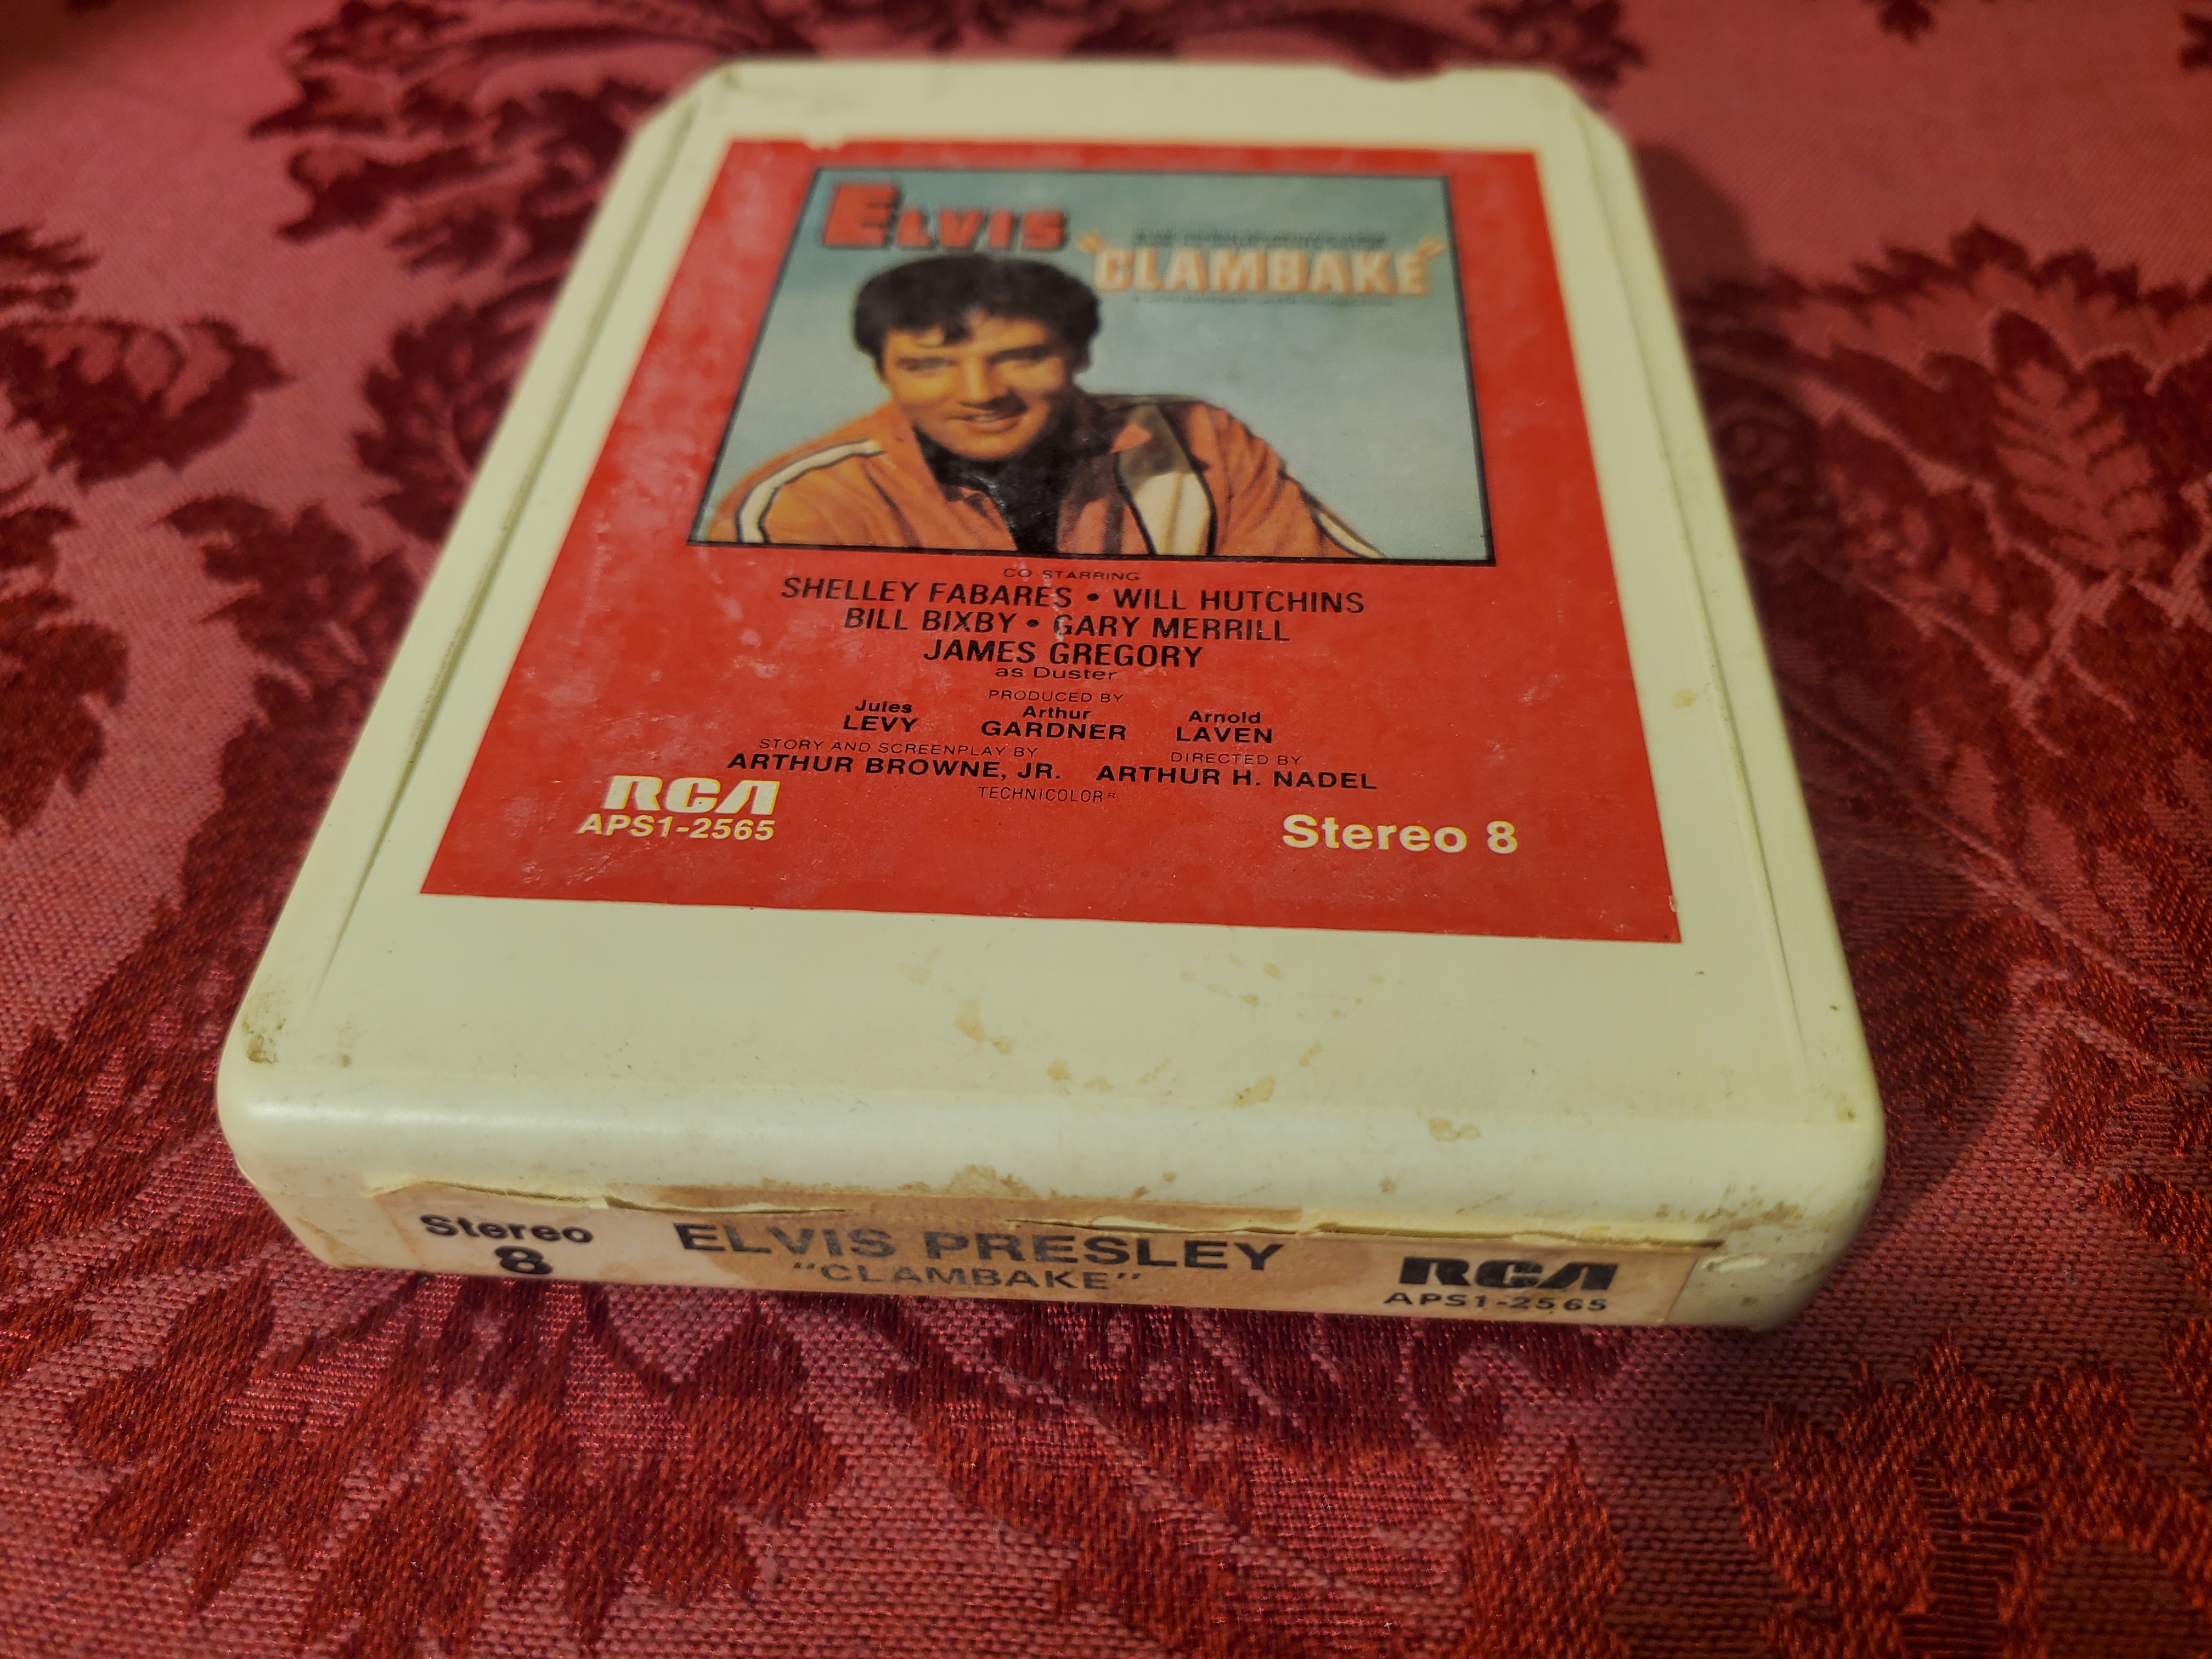 ELVIS
"CLAMBAKE"
CO STARRING
SHELLEY FABARES • WILL HUTCHINS
BILL BIXBY • GARY MERRILL
JAMES GREGORY
as Duster
PRODUCED BY
Jules Arthur Arnold
LEVY GARDNER LAVEN
STORY AND SCREENPLAY BY DIRECTED BY
ARTHUR BROWNE, JR. ARTHUR H. NADEL
TECHNICOLOR®
RCA
APS1-2565
Stereo 8
Stereo
8
ELVIS PRESLEY
"CLAMBAKE"
RCA
APS1-2565